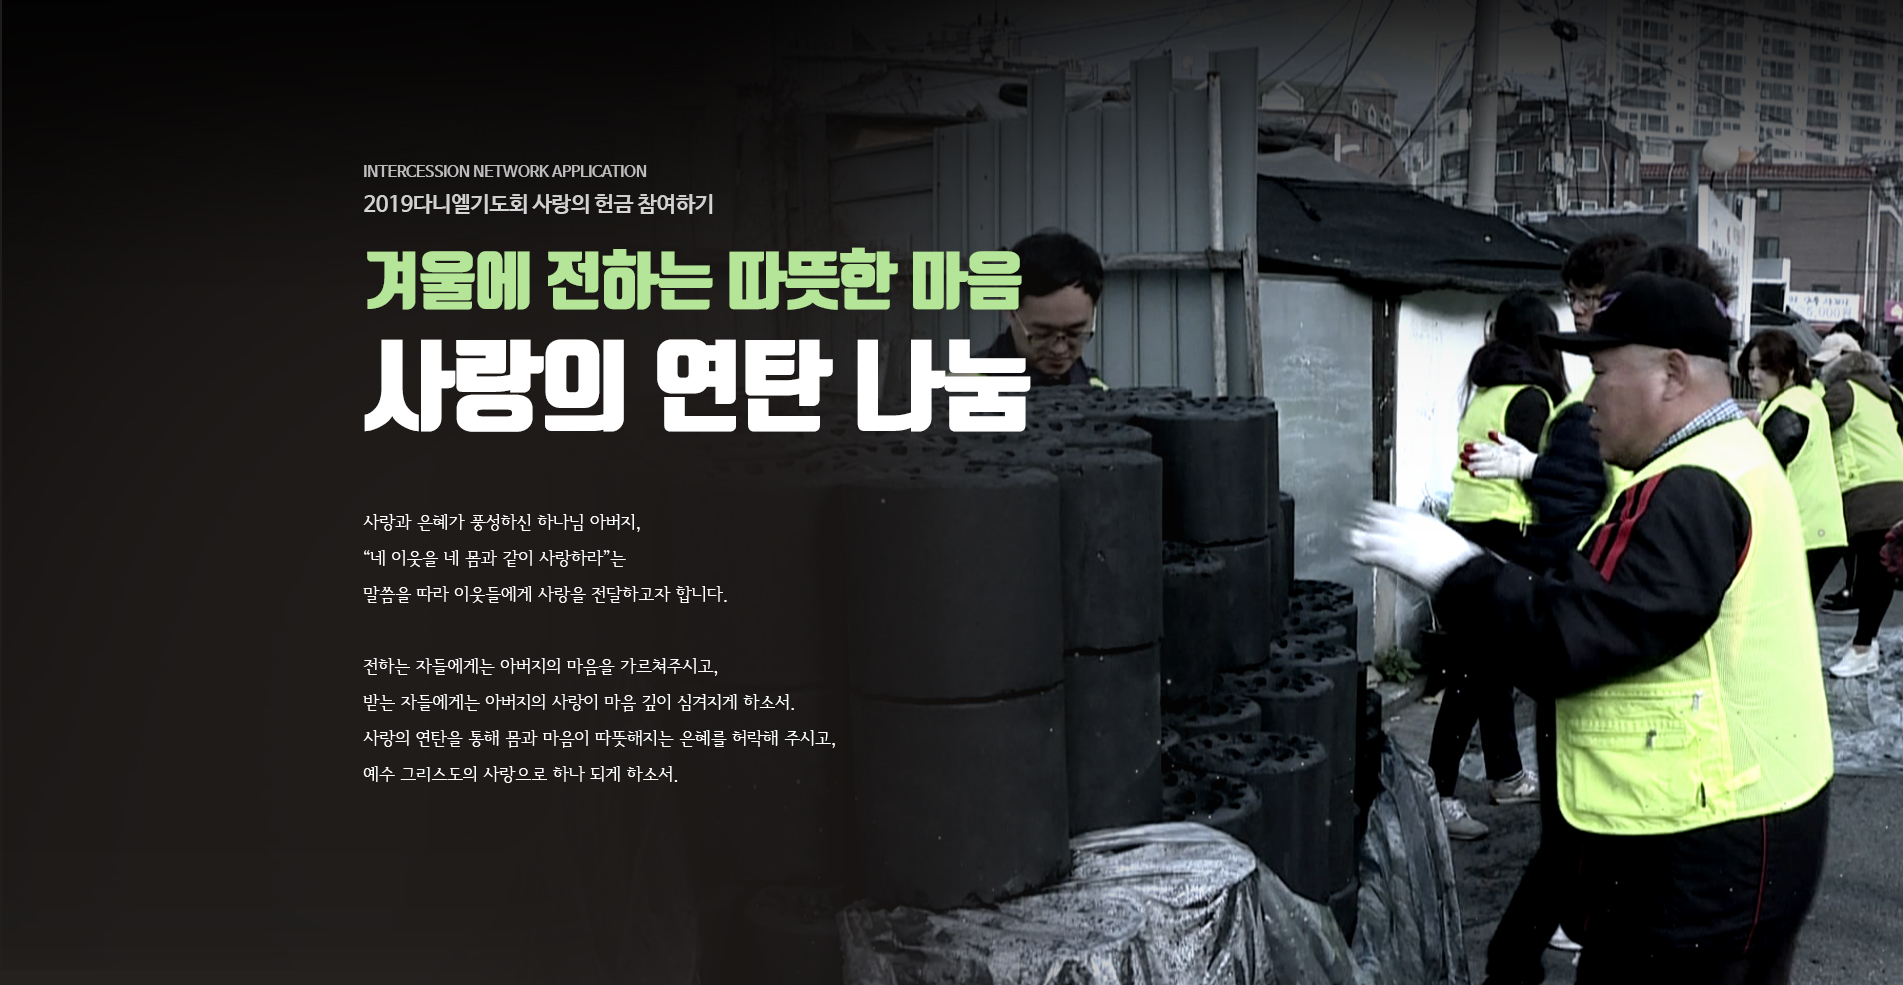 INTERCESSION NETWORK APPLICATION
2019다니엘기도회 사랑의 헌금 참여하기
겨울에 전하는 따뜻한 마음
사랑의 연탄 나눔
사랑과 은혜가 풍성하신 하나님 아버지,
“네 이웃을 네 몸과 같이 사랑하라”는
말씀을 따라 이웃들에게 사랑을 전달하고자 합니다.
전하는 자들에게는 아버지의 마음을 가르쳐주시고,
받는 자들에게는 아버지의 사랑이 마음 깊이 심겨지게 하소서.
사랑의 연탄을 통해 몸과 마음이 따뜻해지는 은혜를 허락해 주시고,
예수 그리스도의 사랑으로 하나 되게 하소서.
5,000원